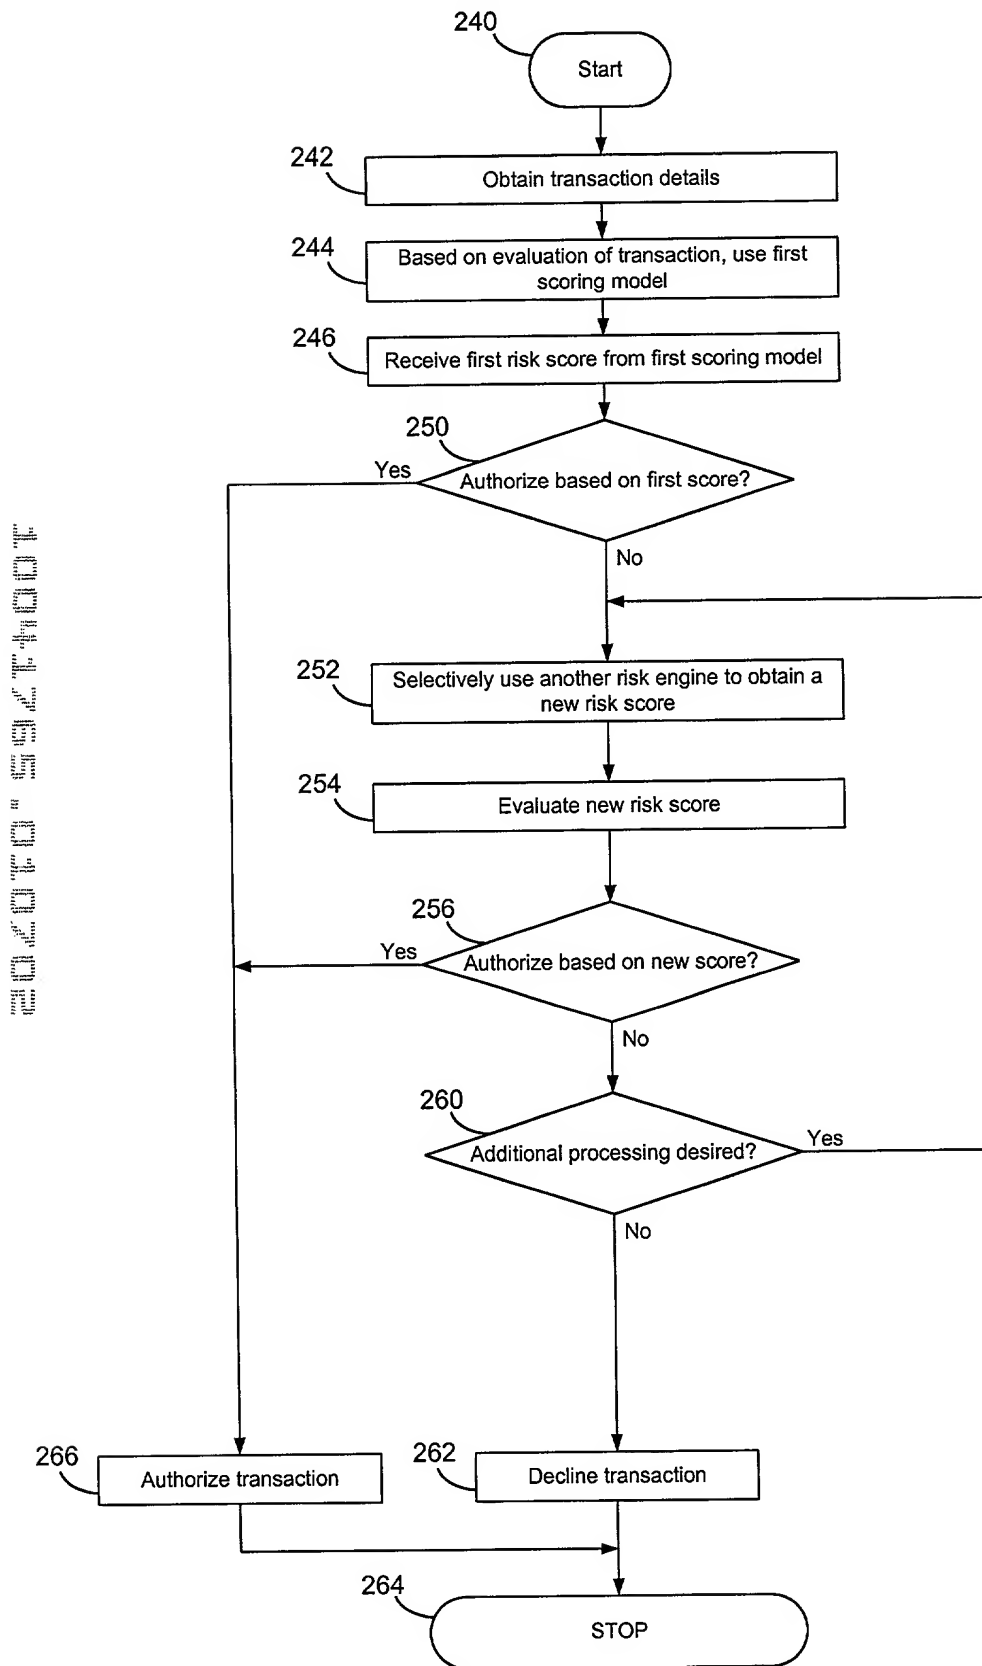 240
Start
242
Obtain transaction details
244
Based on evaluation of transaction, use first
scoring model
246
Receive first risk score from first scoring model
250
Yes
Authorize based on first score?
No
252
Selectively use another risk engine to obtain a
new risk score
254
Evaluate new risk score
256
Yes
Authorize based on new score?
No
260
Additional processing desired?
Yes
No
266
Authorize transaction
262
Decline transaction
264
STOP
10041765.010702